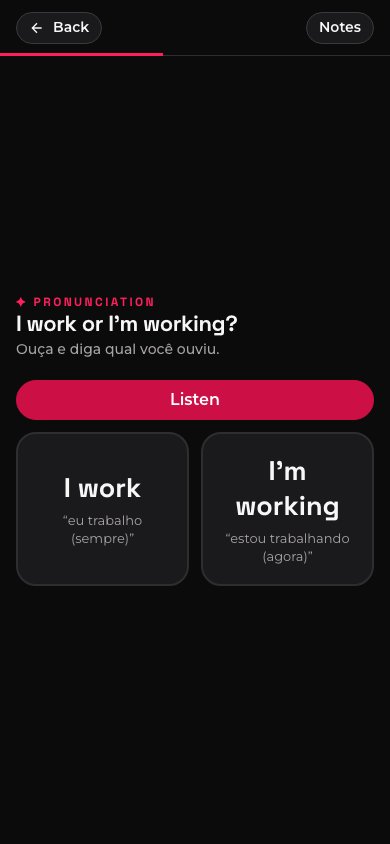 ← Back
Notes
✦ PRONUNCIATION
I work or I’m working?
Ouça e diga qual você ouviu.
Listen
I work
“eu trabalho
(sempre)”
I’m
working
“estou trabalhando
(agora)”